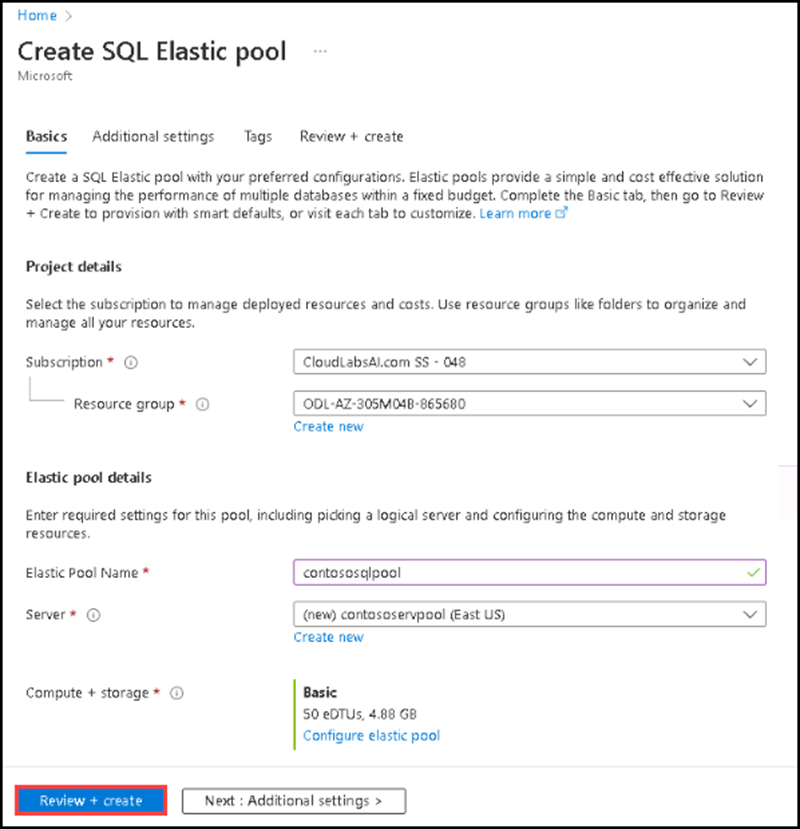 Home >
Create SQL Elastic pool ...
Microsoft
Basics Additional settings Tags Review + create
Create a SQL Elastic pool with your preferred configurations. Elastic pools provide a simple and cost effective solution
for managing the performance of multiple databases within a fixed budget. Complete the Basic tab, then go to Review
+ Create to provision with smart defaults, or visit each tab to customize. Learn more
Project details
Select the subscription to manage deployed resources and costs. Use resource groups like folders to organize and
manage all your resources.
Subscription *
CloudLabsAI.com SS - 048
Resource group *
ODL-AZ-305M04B-865680
Create new
Elastic pool details
Enter required settings for this pool, including picking a logical server and configuring the compute and storage
resources.
Elastic Pool Name *
contososqlpool
Server *
(new) contososervpool (East US)
Create new
Compute + storage *
Basic
50 eDTUs, 4.88 GB
Configure elastic pool
Review + create
Next : Additional settings >